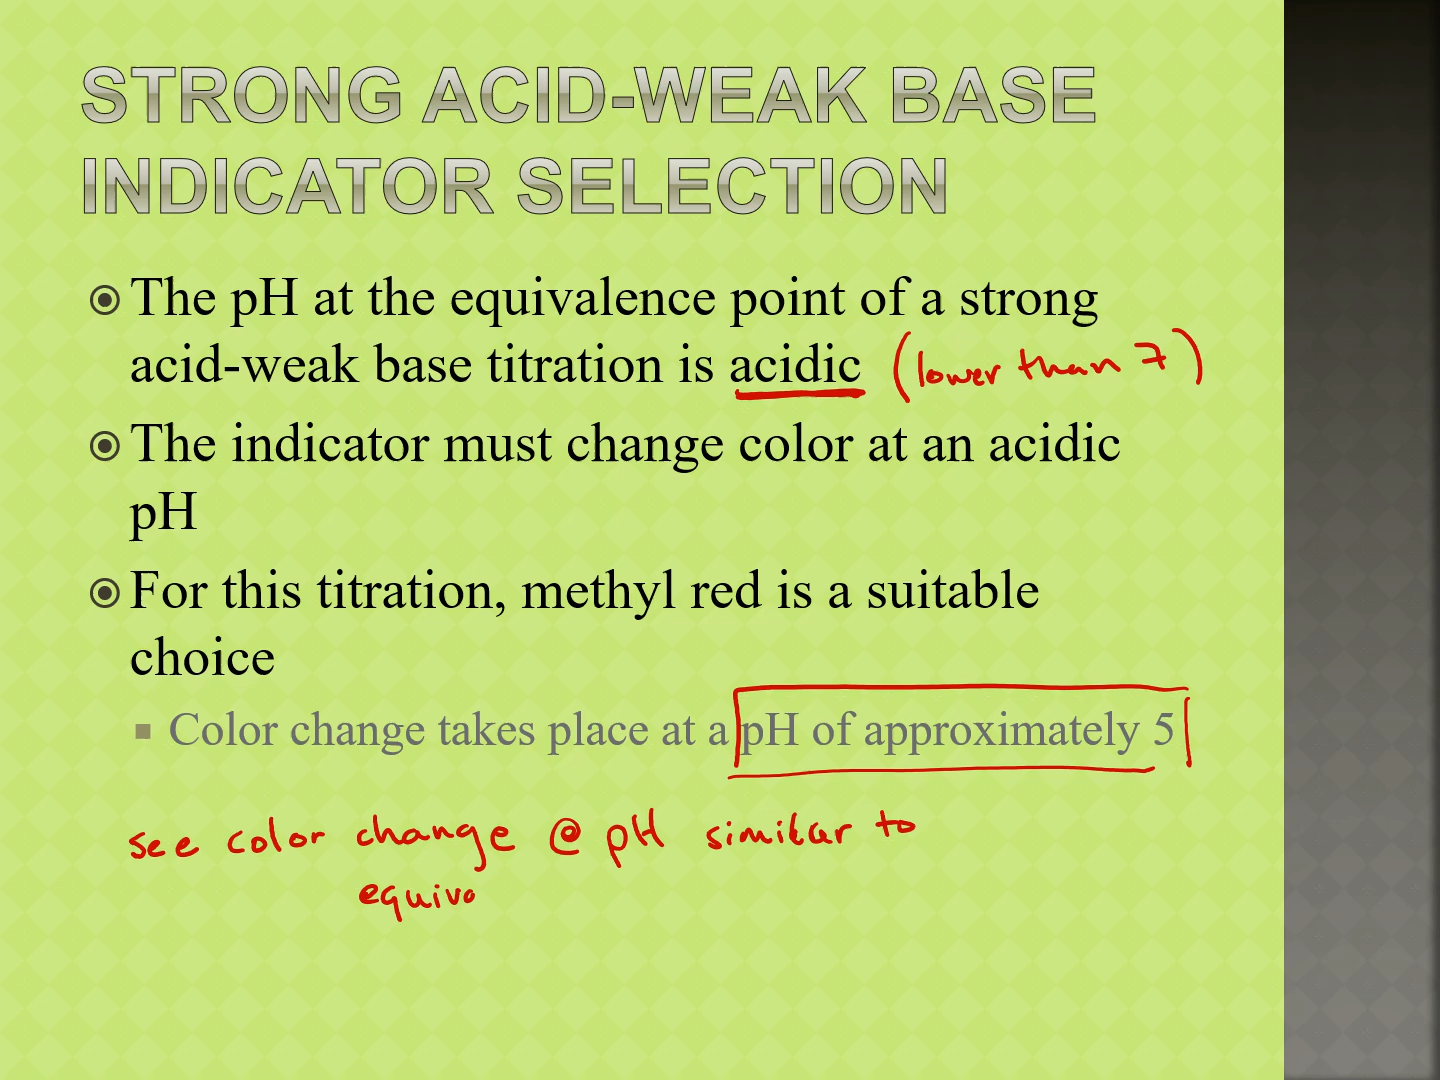 STRONG ACID-WEAK BASE
INDICATOR SELECTION
The pH at the equivalence point of a strong
acid-weak base titration is acidic (lower than 7)
The indicator must change color at an acidic
pH
For this titration, methyl red is a suitable
choice
Color change takes place at a pH of approximately 5
see color change @ pH similar to
equiva